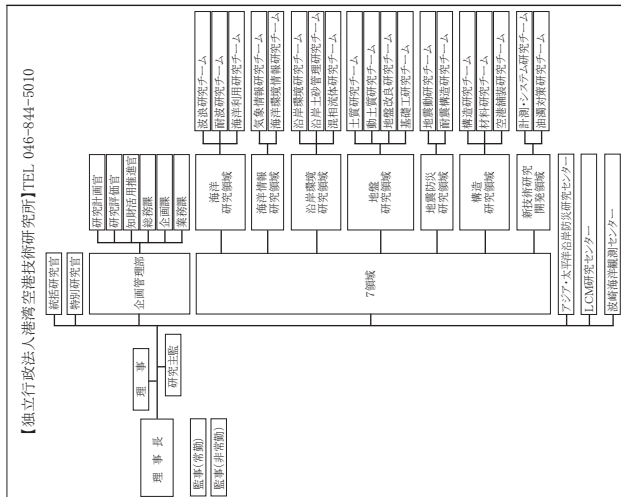 【独立行政法人港湾空港技術研究所】TEL 046-844-5010
理事長
監事(常勤)
監事(非常勤)
理事
研究主監
統括研究官
特別研究官
企画管理部
研究計画官
研究評価官
知財活用推進官
総務課
企画課
業務課
7領域
海洋
研究領域
波浪研究チーム
耐波研究チーム
海洋利用研究チーム
海洋情報
研究領域
気象情報研究チーム
海洋環境情報研究チーム
沿岸環境
研究領域
沿岸環境研究チーム
沿岸土砂管理研究チーム
混相流体研究チーム
地盤
研究領域
土質研究チーム
動土質研究チーム
地盤改良研究チーム
基礎工研究チーム
地震防災
研究領域
地震動研究チーム
耐震構造研究チーム
構造
研究領域
構造研究チーム
材料研究チーム
空港舗装研究チーム
新技術研究
開発領域
計測・システム研究チーム
油濁対策研究チーム
アジア・太平洋沿岸防災研究センター
LCM研究センター
波崎海洋観測センター